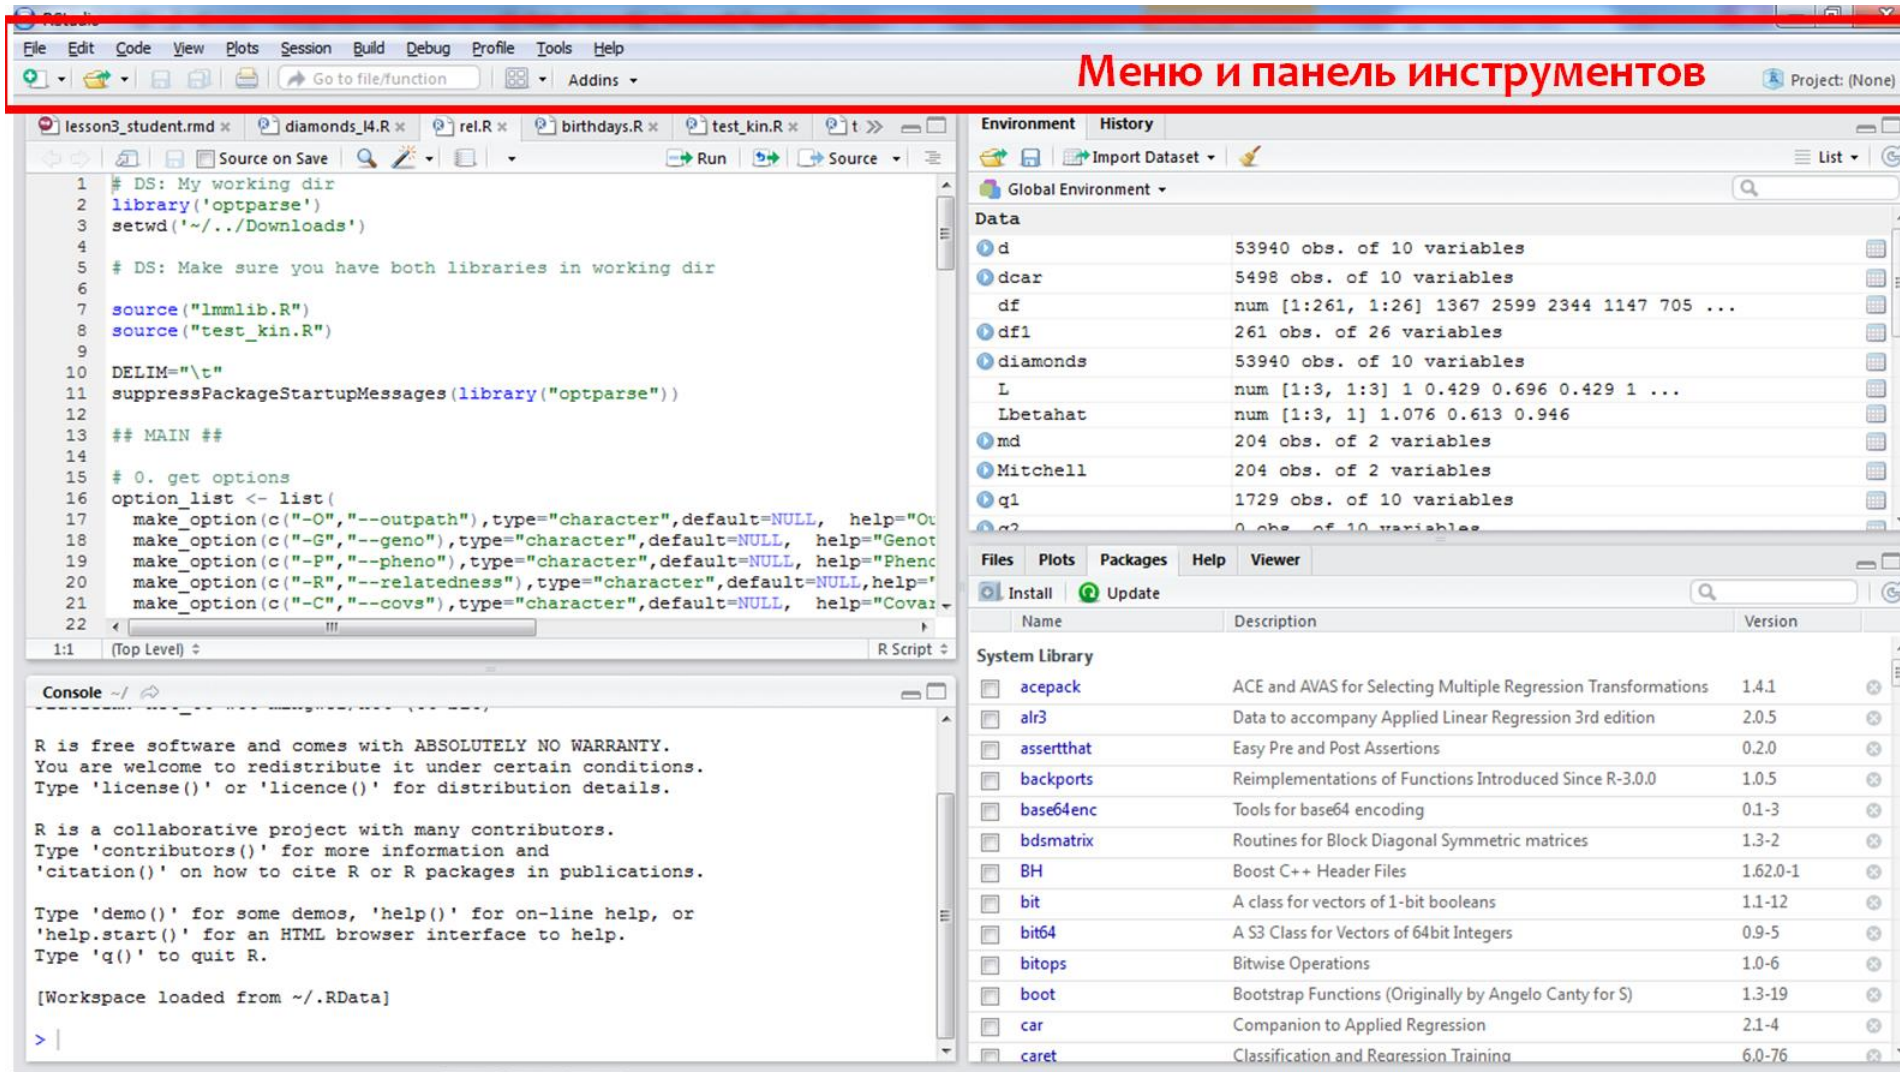 RStudio
File Edit Code View Plots Session Build Debug Profile Tools Help
Go to file/function Addins
Меню и панель инструментов
Project: (None)
lesson3_student.rmd diamonds_l4.R rel.R birthdays.R test_kin.R t
Source on Save Run Source
1 # DS: My working dir
2 library('optparse')
3 setwd('~/../Downloads')
4
5 # DS: Make sure you have both libraries in working dir
6
7 source("lmmlib.R")
8 source("test_kin.R")
9
10 DELIM="\t"
11 suppressPackageStartupMessages(library("optparse"))
12
13 ## MAIN ##
14
15 # 0. get options
16 option_list <- list(
17 make_option(c("-O","--outpath"),type="character",default=NULL, help="Ou
18 make_option(c("-G","--geno"),type="character",default=NULL, help="Genot
19 make_option(c("-P","--pheno"),type="character",default=NULL, help="Pheno
20 make_option(c("-R","--relatedness"),type="character",default=NULL,help="
21 make_option(c("-C","--covs"),type="character",default=NULL, help="Covar
22
1:1 (Top Level) R Script
Console ~/
R is free software and comes with ABSOLUTELY NO WARRANTY.
You are welcome to redistribute it under certain conditions.
Type 'license()' or 'licence()' for distribution details.
R is a collaborative project with many contributors.
Type 'contributors()' for more information and
'citation()' on how to cite R or R packages in publications.
Type 'demo()' for some demos, 'help()' for on-line help, or
'help.start()' for an HTML browser interface to help.
Type 'q()' to quit R.
[Workspace loaded from ~/.RData]
>
Environment History
Import Dataset List
Global Environment
Data
d 53940 obs. of 10 variables
dcar 5498 obs. of 10 variables
df num [1:261, 1:26] 1367 2599 2344 1147 705 ...
df1 261 obs. of 26 variables
diamonds 53940 obs. of 10 variables
L num [1:3, 1:3] 1 0.429 0.696 0.429 1 ...
Lbetahat num [1:3, 1] 1.076 0.613 0.946
md 204 obs. of 2 variables
Mitchell 204 obs. of 2 variables
q1 1729 obs. of 10 variables
q2 0 obs. of 10 variables
Files Plots Packages Help Viewer
Install Update
Name Description Version
System Library
acepack ACE and AVAS for Selecting Multiple Regression Transformations 1.4.1
alr3 Data to accompany Applied Linear Regression 3rd edition 2.0.5
assertthat Easy Pre and Post Assertions 0.2.0
backports Reimplementations of Functions Introduced Since R-3.0.0 1.0.5
base64enc Tools for base64 encoding 0.1-3
bdsmatrix Routines for Block Diagonal Symmetric matrices 1.3-2
BH Boost C++ Header Files 1.62.0-1
bit A class for vectors of 1-bit booleans 1.1-12
bit64 A S3 Class for Vectors of 64bit Integers 0.9-5
bitops Bitwise Operations 1.0-6
boot Bootstrap Functions (Originally by Angelo Canty for S) 1.3-19
car Companion to Applied Regression 2.1-4
caret Classification and Regression Training 6.0-76